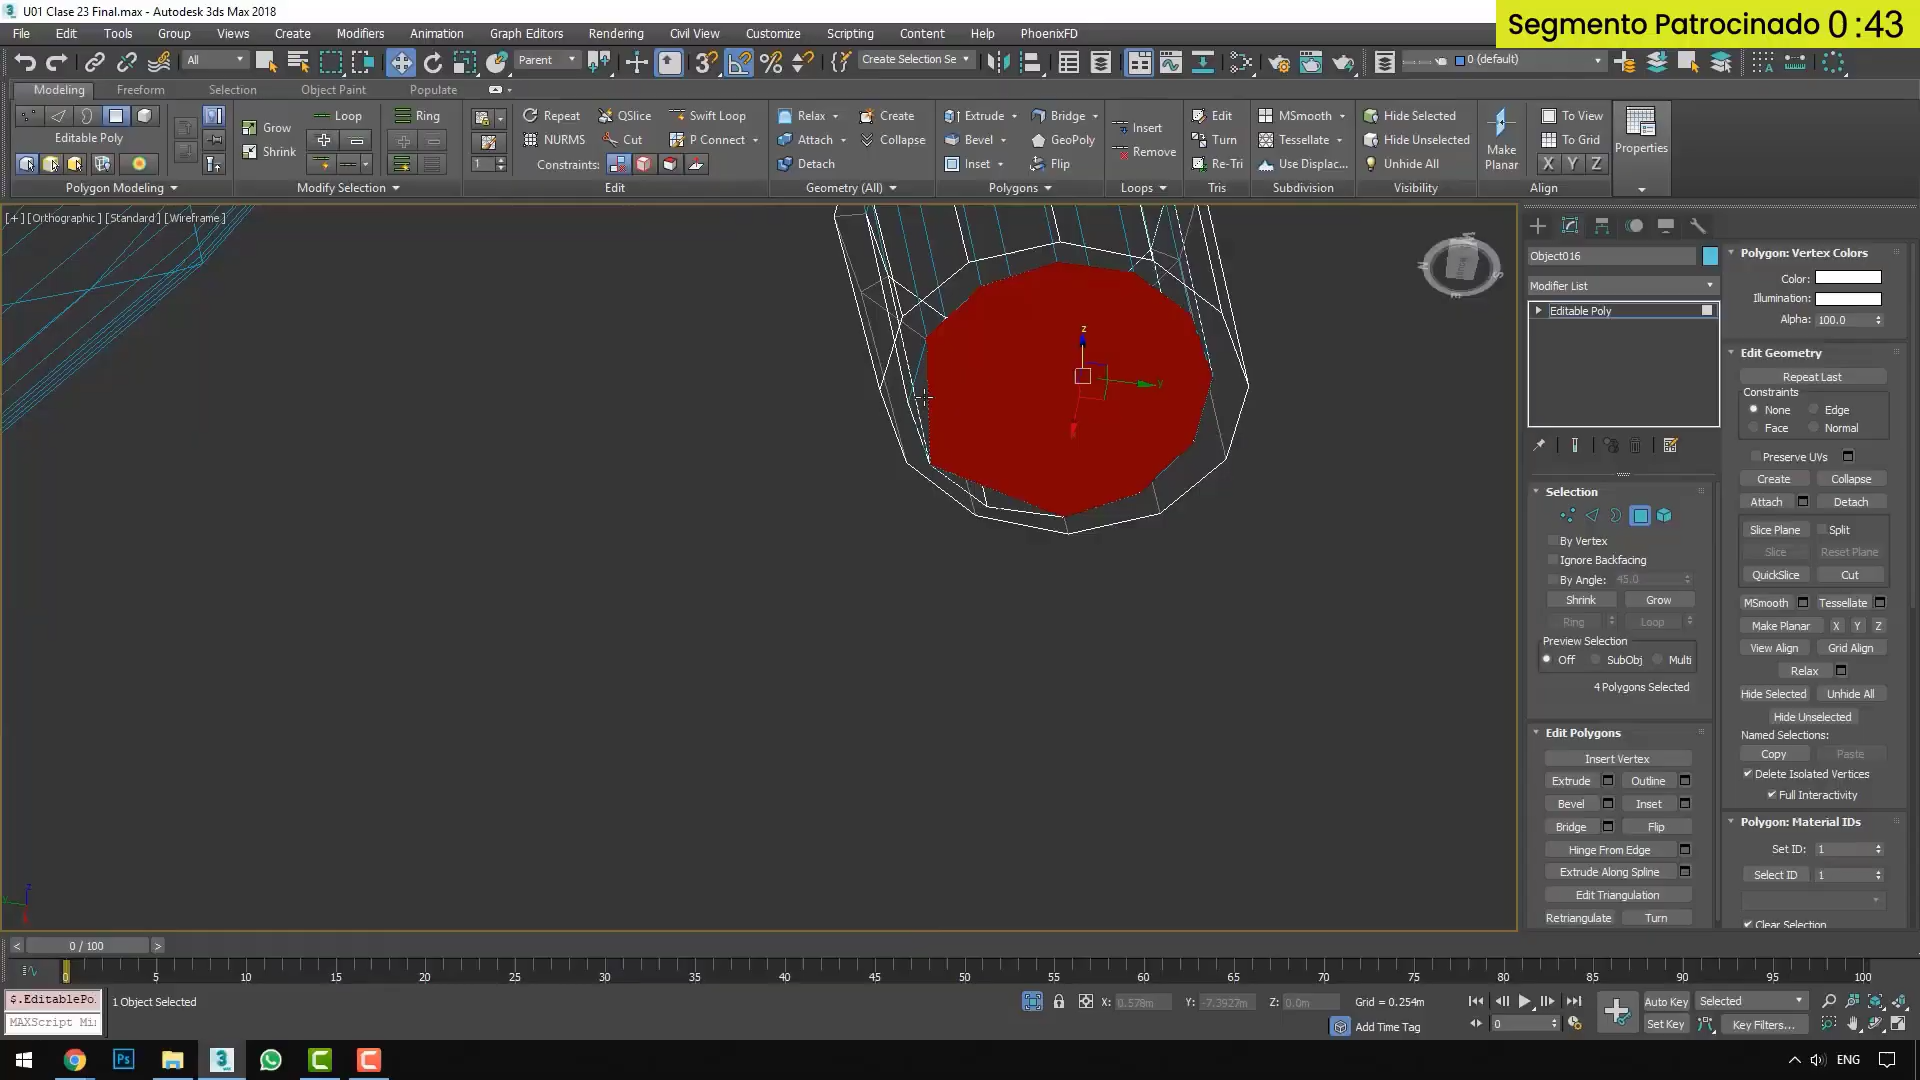 U01 Clase 23 Final.max - Autodesk 3ds Max 2018
Segmento Patrocinado 0:43
File Edit Tools Group Views Create Modifiers Animation Graph Editors Rendering Civil View Customize Scripting Content Help PhoenixFD
All Parent Create Selection Se 0 (default)
Modeling Freeform Selection Object Paint Populate
Editable Poly Grow Shrink Loop Ring
Repeat QSlice Swift Loop
NURMS Cut P Connect
1 Constraints:
Relax Create
Attach Collapse
Detach
Extrude Bridge
Bevel GeoPoly
Inset Flip
Insert
Remove
Edit
Turn
Re-Tri
MSmooth
Tessellate
Use Displac...
Hide Selected
Hide Unselected
Unhide All
Make Planar
To View
To Grid
X Y Z
Properties
Polygon Modeling Modify Selection Edit Geometry (All) Polygons Loops Tris Subdivision Visibility Align
[+] [Orthographic] [Standard] [Wireframe]
z
y
Object016
Modifier List
Editable Poly
Selection
By Vertex
Ignore Backfacing
By Angle: 45.0
Shrink Grow
Ring Loop
Preview Selection
Off SubObj Multi
4 Polygons Selected
Edit Polygons
Insert Vertex
Extrude Outline
Bevel Inset
Bridge Flip
Hinge From Edge
Extrude Along Spline
Edit Triangulation
Retriangulate Turn
Polygon: Vertex Colors
Color:
Illumination:
Alpha: 100.0
Edit Geometry
Repeat Last
Constraints
None Edge
Face Normal
Preserve UVs
Create Collapse
Attach Detach
Slice Plane Split
Slice Reset Plane
QuickSlice Cut
MSmooth Tessellate
Make Planar X Y Z
View Align Grid Align
Relax
Hide Selected Unhide All
Hide Unselected
Named Selections:
Copy Paste
Delete Isolated Vertices
Full Interactivity
Polygon: Material IDs
Set ID: 1
Select ID 1
Clear Selection
< 0 / 100 >
0 5 10 15 20 25 30 35 40 45 50 55 60 65 70 75 80 85 90 95 100
$.EditablePo
MAXScript Mi
1 Object Selected
X: 0.578m Y: -7.3927m Z: 0.0m Grid = 0.254m
Add Time Tag
0
Auto Key Selected
Set Key Key Filters...
Ps 3 ENG